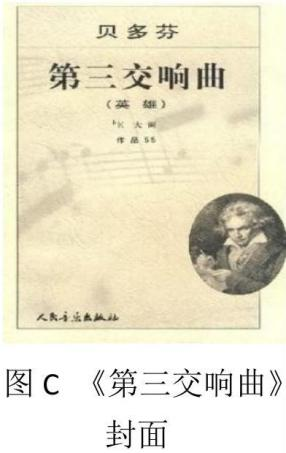 贝多芬
第三交响曲
（英雄）
ᵇE 大调
作品 55
人民音乐出版社
图 C 《第三交响曲》
封面